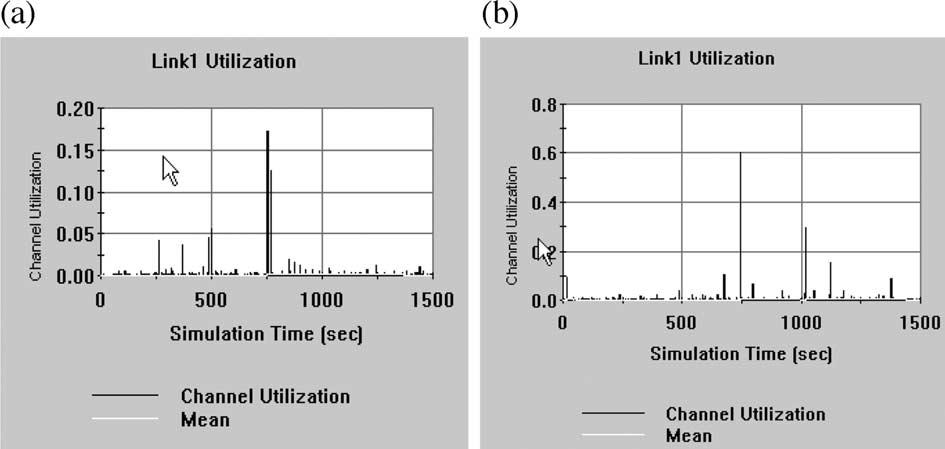 (a)
Link1 Utilization
0.20
0.15
0.10
0.05
0.00
Channel Utilization
0 500 1000 1500
Simulation Time (sec)
Channel Utilization
Mean
(b)
Link1 Utilization
0.8
0.6
0.4
0.2
0.0
Channel Utilization
0 500 1000 1500
Simulation Time (sec)
Channel Utilization
Mean